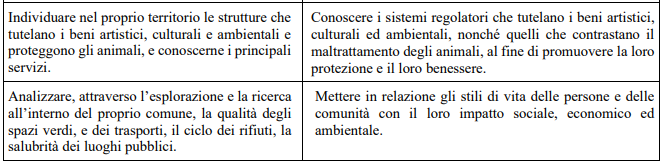 Individuare nel proprio territorio le strutture che
tutelano i beni artistici, culturali e ambientali e
proteggono gli animali, e conoscerne i principali
servizi.
Conoscere i sistemi regolatori che tutelano i beni artistici,
culturali ed ambientali, nonché quelli che contrastano il
maltrattamento degli animali, al fine di promuovere la loro
protezione e il loro benessere.
Analizzare, attraverso l’esplorazione e la ricerca
all’interno del proprio comune, la qualità degli
spazi verdi, e dei trasporti, il ciclo dei rifiuti, la
salubrità dei luoghi pubblici.
Mettere in relazione gli stili di vita delle persone e delle
comunità con il loro impatto sociale, economico ed
ambientale.